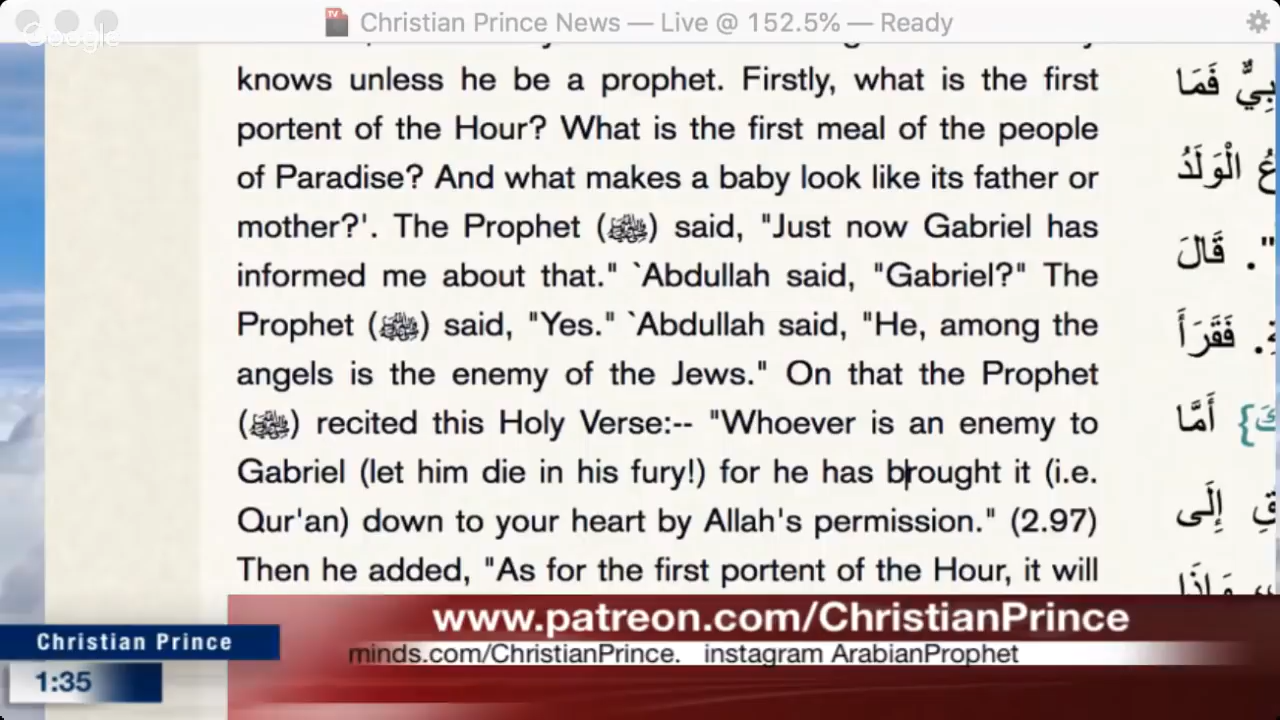 Christian Prince News — Live @ 152.5% — Ready
Google
knows unless he be a prophet. Firstly, what is the first
portent of the Hour? What is the first meal of the people
of Paradise? And what makes a baby look like its father or
mother?'. The Prophet (ﷺ) said, "Just now Gabriel has
informed me about that." `Abdullah said, "Gabriel?" The
Prophet (ﷺ) said, "Yes." `Abdullah said, "He, among the
angels is the enemy of the Jews." On that the Prophet
(ﷺ) recited this Holy Verse:-- "Whoever is an enemy to
Gabriel (let him die in his fury!) for he has brought it (i.e.
Qur'an) down to your heart by Allah's permission." (2.97)
Then he added, "As for the first portent of the Hour, it will
فَمَا
الْوَلَدُ
". قَالَ
. فَقَرَأَ
} أَمَّا
إِلَى
وَإِذَا
www.patreon.com/ChristianPrince
Christian Prince
minds.com/ChristianPrince. instagram ArabianProphet
1:35